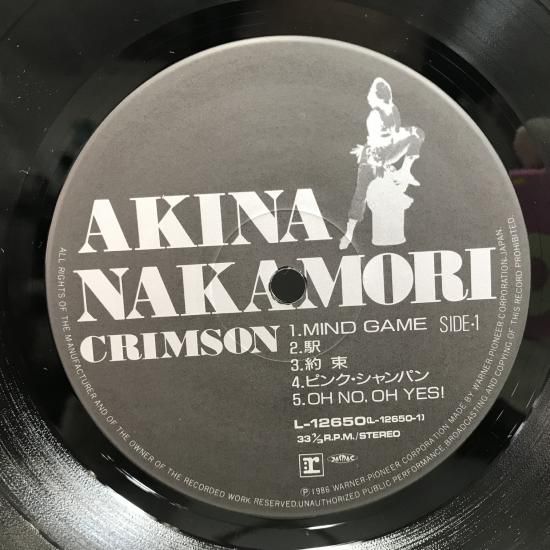 AKINA
NAKAMORI
CRIMSON
SIDE·1
1.MIND GAME
2.駅
3.約 束
4.ピンク・シャンパン
5.OH NO, OH YES!
L-12650(L-12650-1)
33⅓R.P.M./STEREO
r
Ⓟ1986 WARNER-PIONEER CORPORATION MADE BY WARNER-PIONEER CORPORATION, JAPAN.
ALL RIGHTS OF THE MANUFACTURER AND OF THE OWNER OF THE RECORDED WORK RESERVED. UNAUTHORIZED PUBLIC PERFORMANCE, BROADCASTING AND COPYING OF THIS RECORD PROHIBITED.